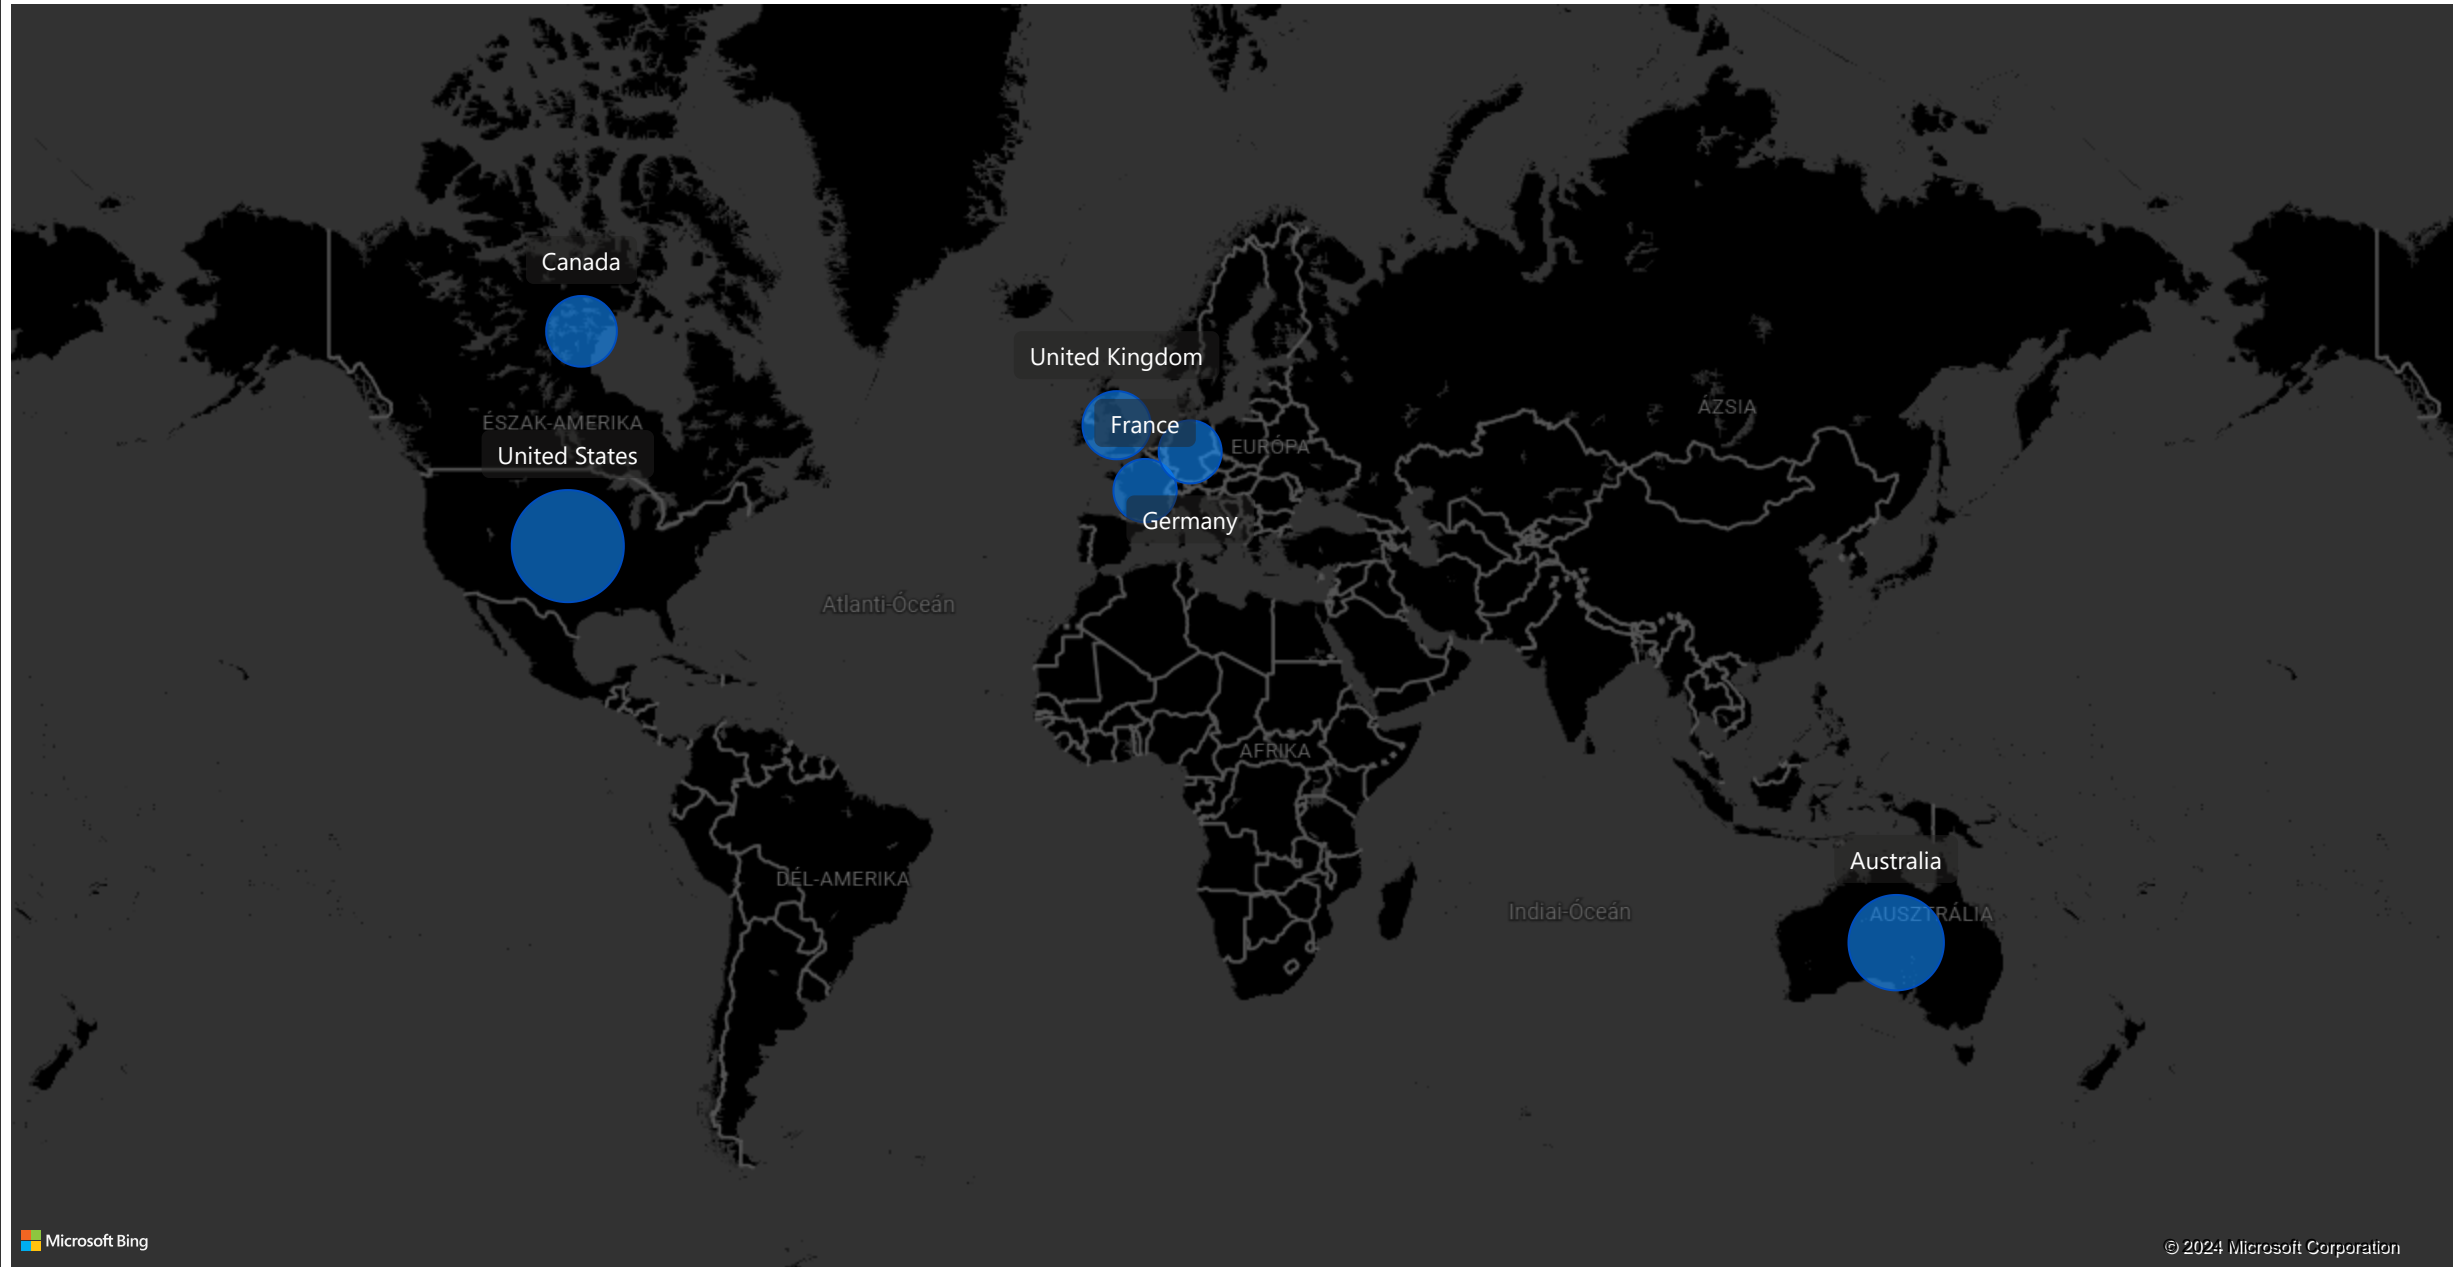 Canada
United Kingdom
ÁZSIA
ÉSZAK-AMERIKA
France
EURÓPA
United States
Germany
Atlanti-Óceán
AFRIKA
Australia
DÉL-AMERIKA
Indiai-Óceán
AUSZTRÁLIA
Microsoft Bing
© 2024 Microsoft Corporation